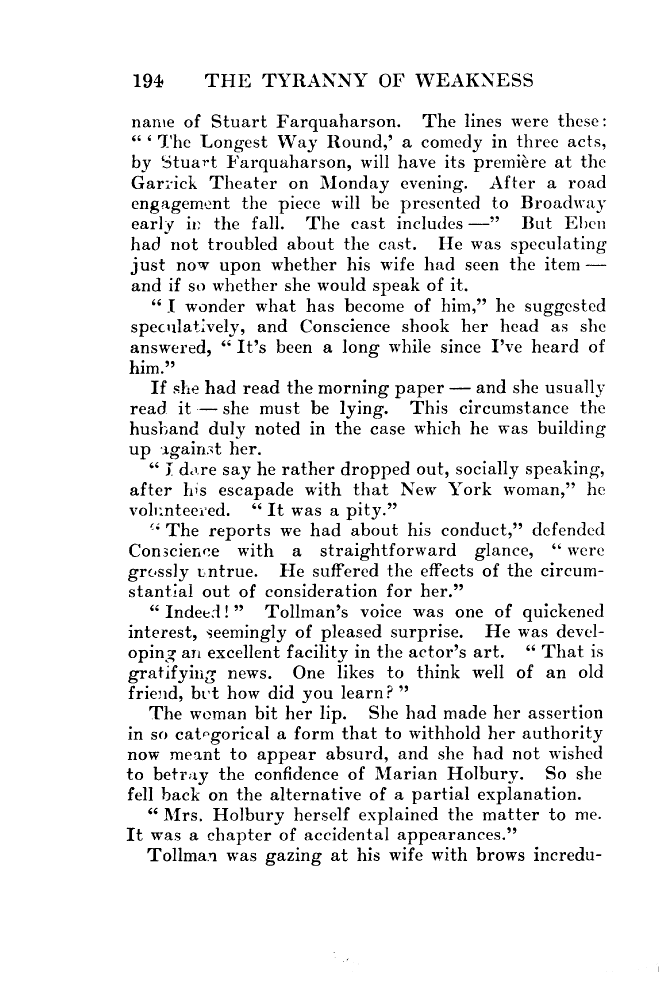 194 THE TYRANNY OF WEAKNESS
name of Stuart Farquaharson. The lines were these:
“ ‘ The Longest Way Round,’ a comedy in three acts,
by Stuart Farquaharson, will have its première at the
Garrick Theater on Monday evening. After a road
engagement the piece will be presented to Broadway
early in the fall. The cast includes —” But Eben
had not troubled about the cast. He was speculating
just now upon whether his wife had seen the item —
and if so whether she would speak of it.
“ I wonder what has become of him,” he suggested
speculatively, and Conscience shook her head as she
answered, “ It’s been a long while since I’ve heard of
him.”
If she had read the morning paper — and she usually
read it — she must be lying. This circumstance the
husband duly noted in the case which he was building
up against her.
“ I dare say he rather dropped out, socially speaking,
after his escapade with that New York woman,” he
volunteered. “ It was a pity.”
“ The reports we had about his conduct,” defended
Conscience with a straightforward glance, “ were
grossly untrue. He suffered the effects of the circum-
stantial out of consideration for her.”
“ Indeed! ” Tollman’s voice was one of quickened
interest, seemingly of pleased surprise. He was devel-
oping an excellent facility in the actor’s art. “ That is
gratifying news. One likes to think well of an old
friend, but how did you learn? ”
The woman bit her lip. She had made her assertion
in so categorical a form that to withhold her authority
now meant to appear absurd, and she had not wished
to betray the confidence of Marian Holbury. So she
fell back on the alternative of a partial explanation.
“ Mrs. Holbury herself explained the matter to me.
It was a chapter of accidental appearances.”
Tollman was gazing at his wife with brows incredu-